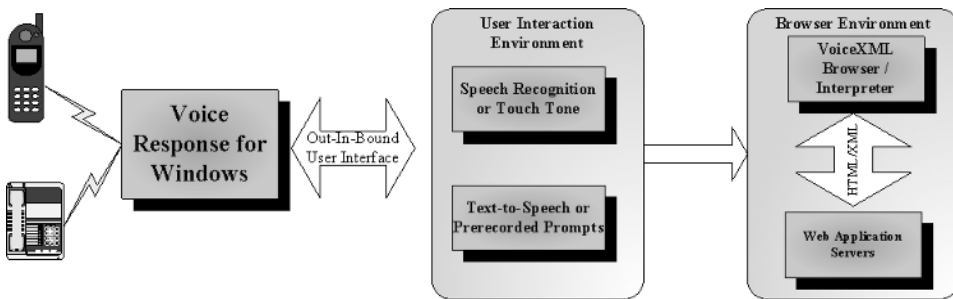 Voice
Response for
Windows
Out-In-Bound
User Interface
User Interaction
Environment
Speech Recognition
or Touch Tone
Text-to-Speech or
Prerecorded Prompts
Browser Environment
VoiceXML
Browser /
Interpreter
HTML/XML
Web Application
Servers